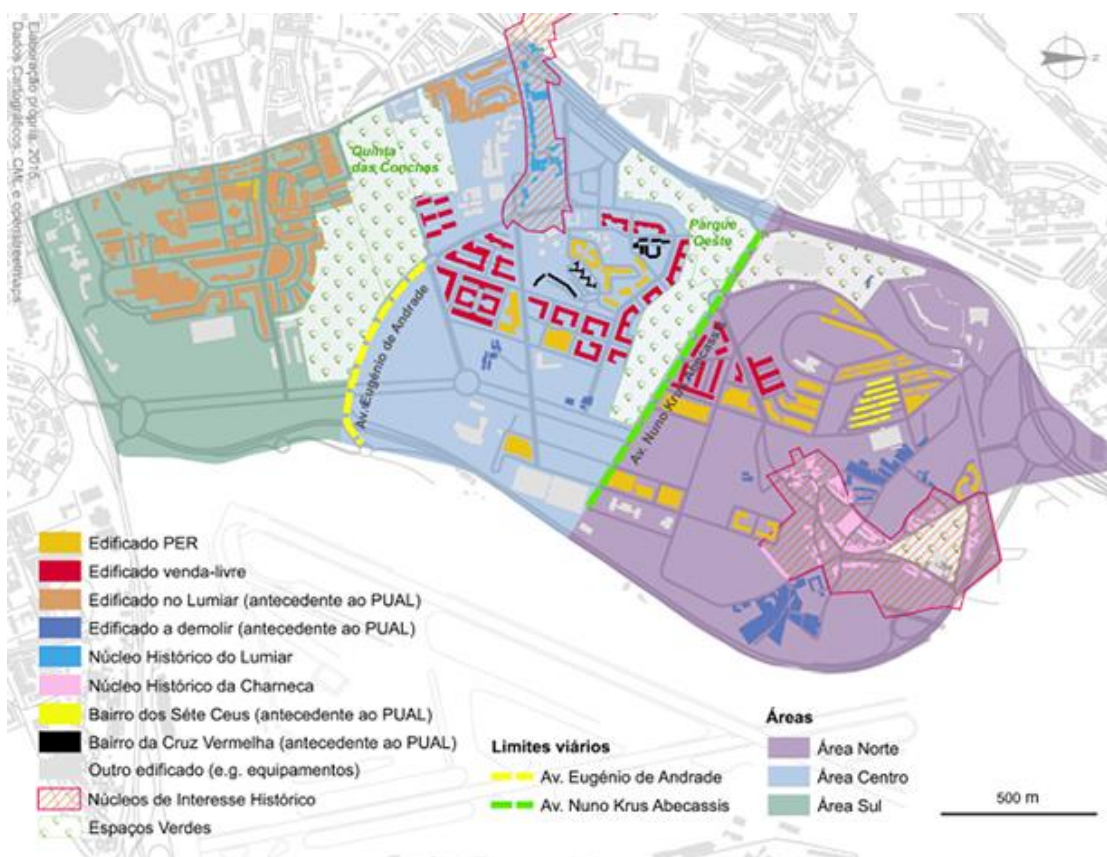 Elaboração própria, 2015.
Dados Cartográficos: CML e openstreetmaps
N
Quinta
das Conchas
Parque
Oeste
Av. Eugénio de Andrade
Av. Nuno Krus Abecassis
Edificado PER
Edificado venda-livre
Edificado no Lumiar (antecedente ao PUAL)
Edificado a demolir (antecedente ao PUAL)
Núcleo Histórico do Lumiar
Núcleo Histórico da Charneca
Bairro dos Séte Ceus (antecedente ao PUAL)
Bairro da Cruz Vermelha (antecedente ao PUAL)
Outro edificado (e.g. equipamentos)
Núcleos de Interesse Histórico
Espaços Verdes
Limites viários
Av. Eugénio de Andrade
Av. Nuno Krus Abecassis
Áreas
Área Norte
Área Centro
Área Sul
500 m